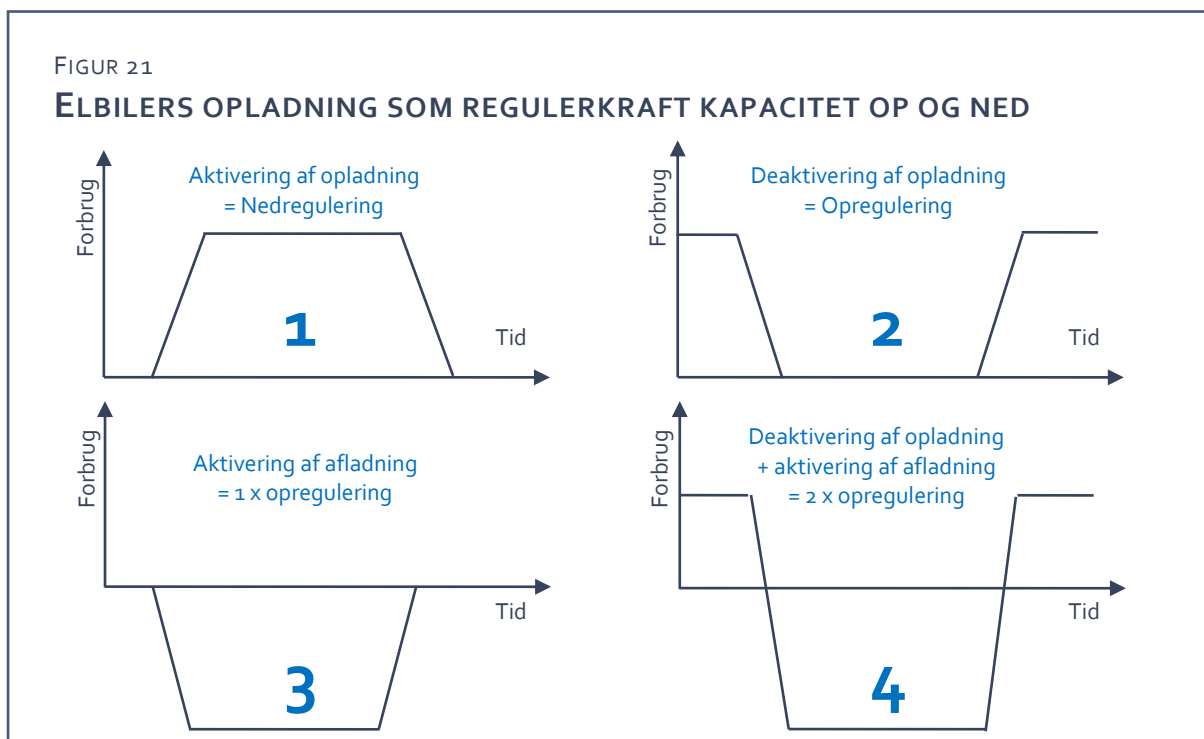 FIGUR 21
ELBILERS OPLADNING SOM REGULERKRAFT KAPACITET OP OG NED
Forbrug
Aktivering af opladning
= Nedregulering
1
Tid
Forbrug
Deaktivering af opladning
= Opregulering
2
Tid
Forbrug
Aktivering af afladning
= 1 x opregulering
3
Tid
Forbrug
Deaktivering af opladning
+ aktivering af afladning
= 2 x opregulering
4
Tid